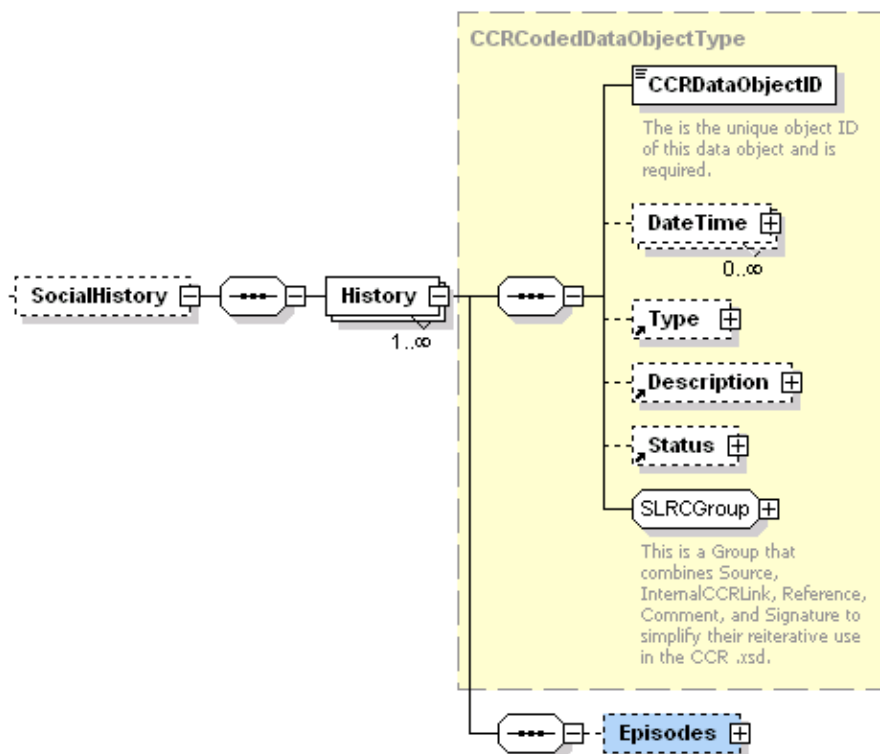 CCRCodedDataObjectType
CCRDataObjectID
The is the unique object ID
of this data object and is
required.
DateTime
0..∞
SocialHistory
History
1..∞
Type
Description
Status
SLRCGroup
This is a Group that
combines Source,
InternalCCRLink, Reference,
Comment, and Signature to
simplify their reiterative use
in the CCR .xsd.
Episodes